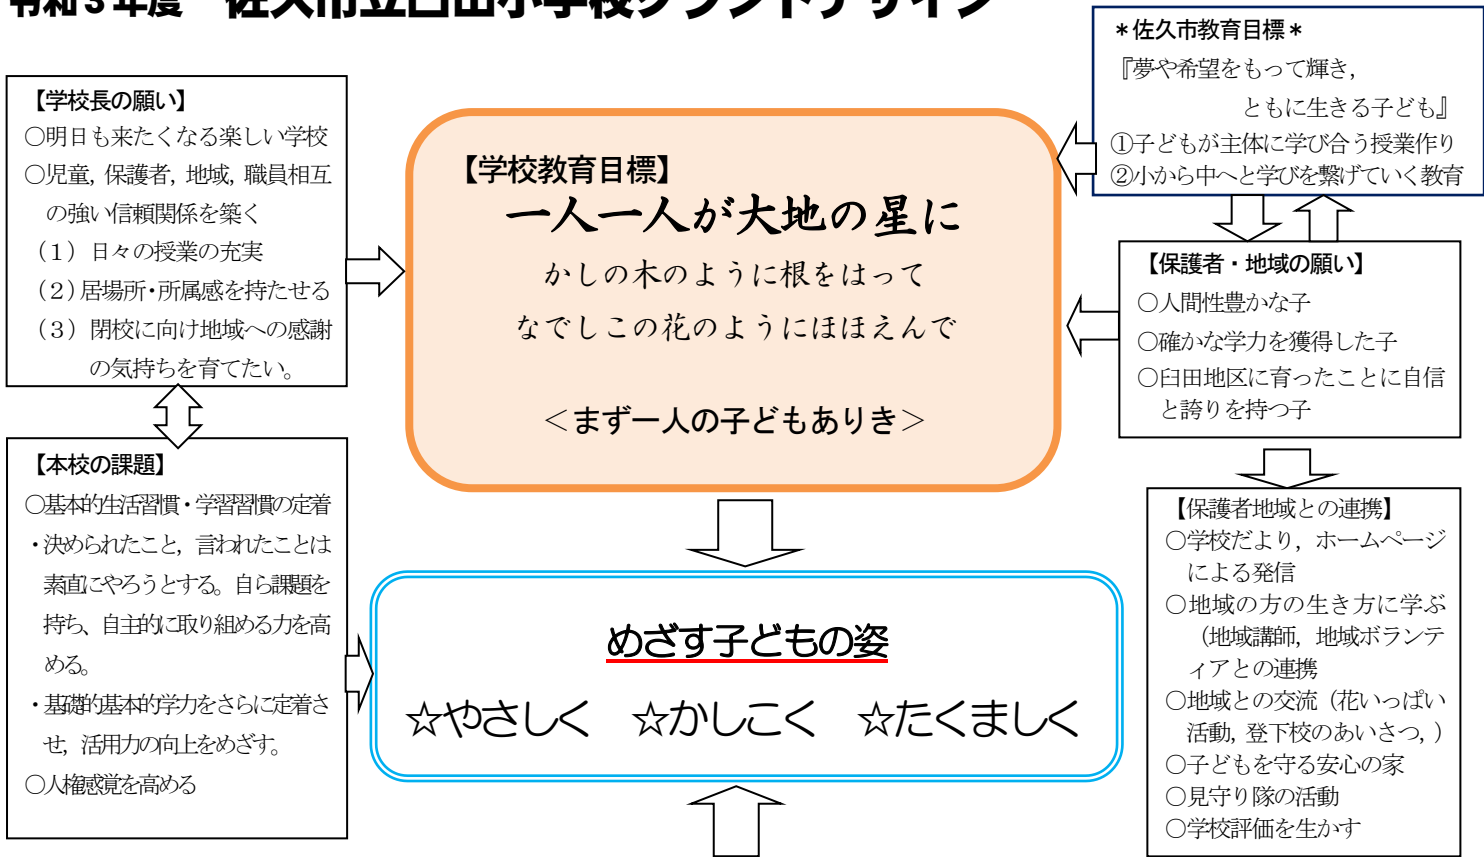 令和３年度　佐久市立臼田小学校グランドデザイン
＊佐久市教育目標＊
『夢や希望をもって輝き，
ともに生きる子ども』
①子どもが主体に学び合う授業作り
②小から中へと学びを繋げていく教育
【学校長の願い】
○明日も来たくなる楽しい学校
○児童，保護者，地域，職員相互
の強い信頼関係を築く
（１）日々の授業の充実
（２）居場所・所属感を持たせる
（３）閉校に向け地域への感謝
の気持ちを育てたい。
【学校教育目標】
一人一人が大地の星に
かしの木のように根をはって
なでしこの花のようにほほえんで
＜まず一人の子どもありき＞
【保護者・地域の願い】
○人間性豊かな子
○確かな学力を獲得した子
○臼田地区に育ったことに自信
と誇りを持つ子
【本校の課題】
○基本的生活習慣・学習習慣の定着
・決められたこと，言われたことは
素直にやろうとする。自ら課題を
持ち、自主的に取り組める力を高
める。
・基礎的基本的学力をさらに定着さ
せ，活用力の向上をめざす。
○人権感覚を高める
めざす子どもの姿
☆やさしく　☆かしこく　☆たくましく
【保護者地域との連携】
○学校だより，ホームページ
による発信
○地域の方の生き方に学ぶ
（地域講師，地域ボランテ
ィアとの連携
○地域との交流（花いっぱい
活動，登下校のあいさつ，）
○子どもを守る安心の家
○見守り隊の活動
○学校評価を生かす